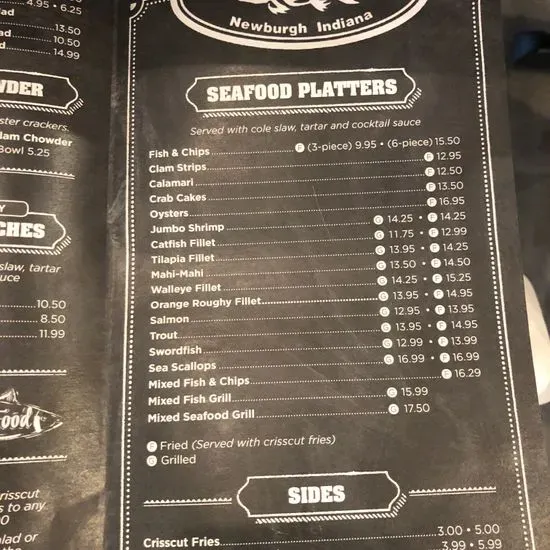 4.95 • 6.25
13.50
10.50
14.99
Clam Chowder
Bowl 5.25
10.50
8.50
11.99
Newburgh Indiana
SEAFOOD PLATTERS
Served with cole slaw, tartar and cocktail sauce
Fish & Chips F (3-piece) 9.95 • (6-piece) 15.50
Clam Strips F 12.95
Calamari F 12.50
Crab Cakes F 13.50
Oysters F 16.95
Jumbo Shrimp G 14.25 • F 14.25
Catfish Fillet G 11.75 • F 12.99
Tilapia Fillet G 13.95 • F 14.25
Mahi-Mahi G 13.50 • F 14.50
Walleye Fillet G 14.25 • F 15.25
Orange Roughy Fillet G 13.95 • F 14.95
Salmon G 12.95 • F 13.95
Trout G 13.95 • F 14.95
Swordfish G 12.99 • F 13.99
Sea Scallops G 16.99 • F 16.99
Mixed Fish & Chips F 16.29
Mixed Fish Grill G 15.99
Mixed Seafood Grill G 17.50
F Fried (Served with crisscut fries)
G Grilled
SIDES
Crisscut Fries 3.00 • 5.00
3.99 • 5.99